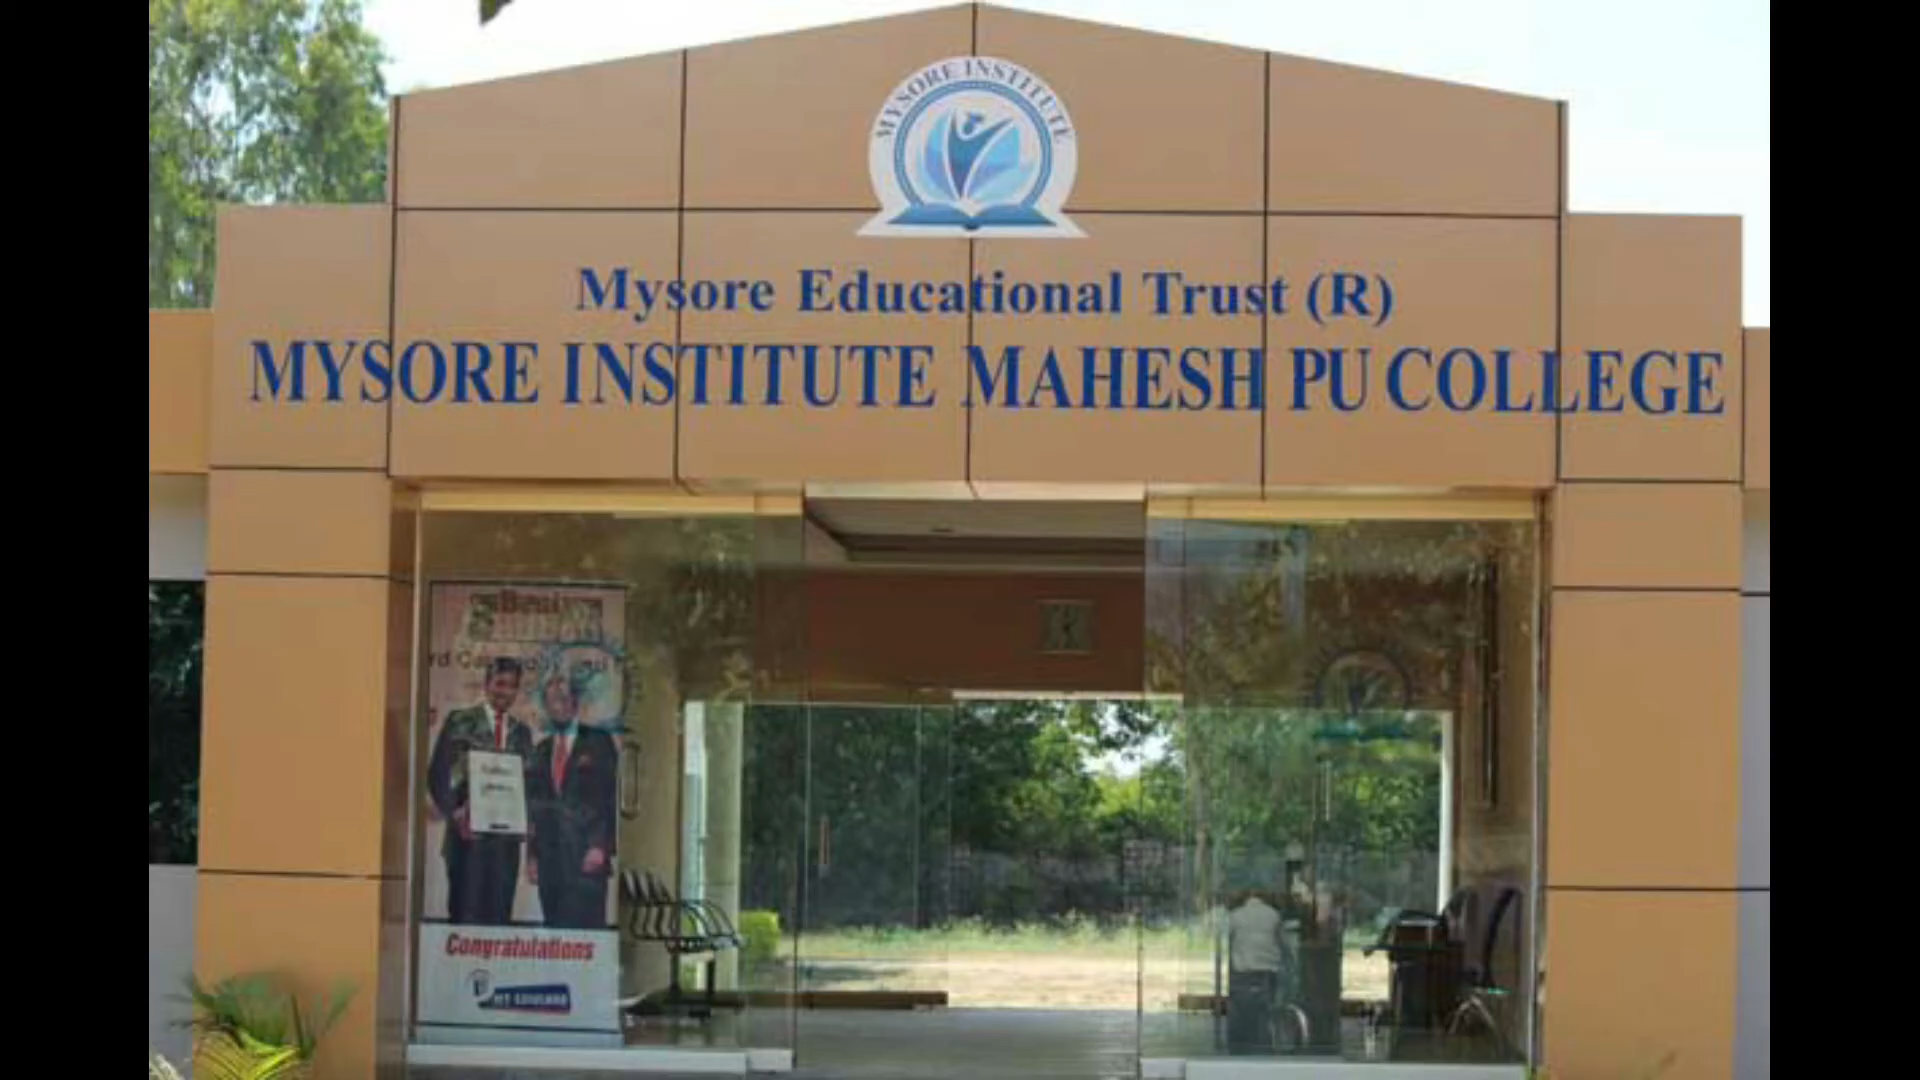 MYSORE INSTITUTE
Mysore Educational Trust (R)
MYSORE INSTITUTE MAHESH PU COLLEGE
Congratulations